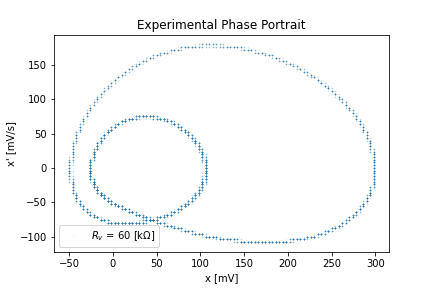 Experimental Phase Portrait
x' [mV/s]
150
100
50
0
−50
−100
R_v = 60 [kΩ]
−50 0 50 100 150 200 250 300
x [mV]